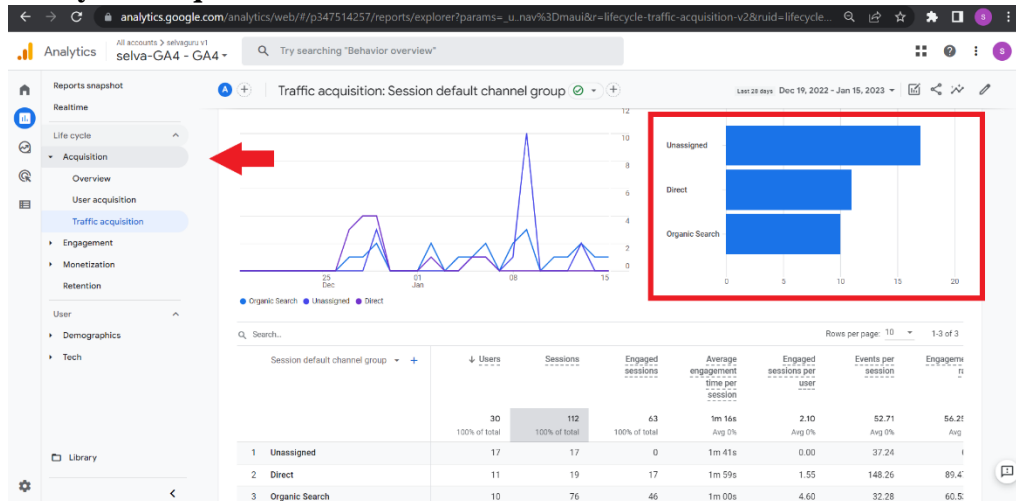 analytics.google.com/analytics/web/#/p347514257/reports/explorer?params=_u..nav%3Dmaui&r=lifecycle-traffic-acquisition-v2&ruid=lifecycle...
S
Analytics
All accounts > selvaguru v1
selva-GA4 - GA4
Try searching "Behavior overview"
S
Reports snapshot
Realtime
Life cycle
Acquisition
Overview
User acquisition
Traffic acquisition
Engagement
Monetization
Retention
User
Demographics
Tech
Library
A
Traffic acquisition: Session default channel group
Last 28 days Dec 19, 2022 - Jan 15, 2023
12
10
8
6
4
2
0
25 Dec
01 Jan
08
15
Organic Search Unassigned Direct
Unassigned
Direct
Organic Search
0 5 10 15 20
Search...
Rows per page: 10 1-3 of 3
Session default channel group + ↓ Users Sessions Engaged sessions Average engagement time per session Engaged sessions per user Events per session Engageme
30 112 63 1m 16s 2.10 52.71 56.25
100% of total 100% of total 100% of total Avg 0% Avg 0% Avg 0% Avg
1 Unassigned 17 17 0 1m 41s 0.00 37.24
2 Direct 11 19 17 1m 59s 1.55 148.26 89.47
3 Organic Search 10 76 46 1m 00s 4.60 32.28 60.53